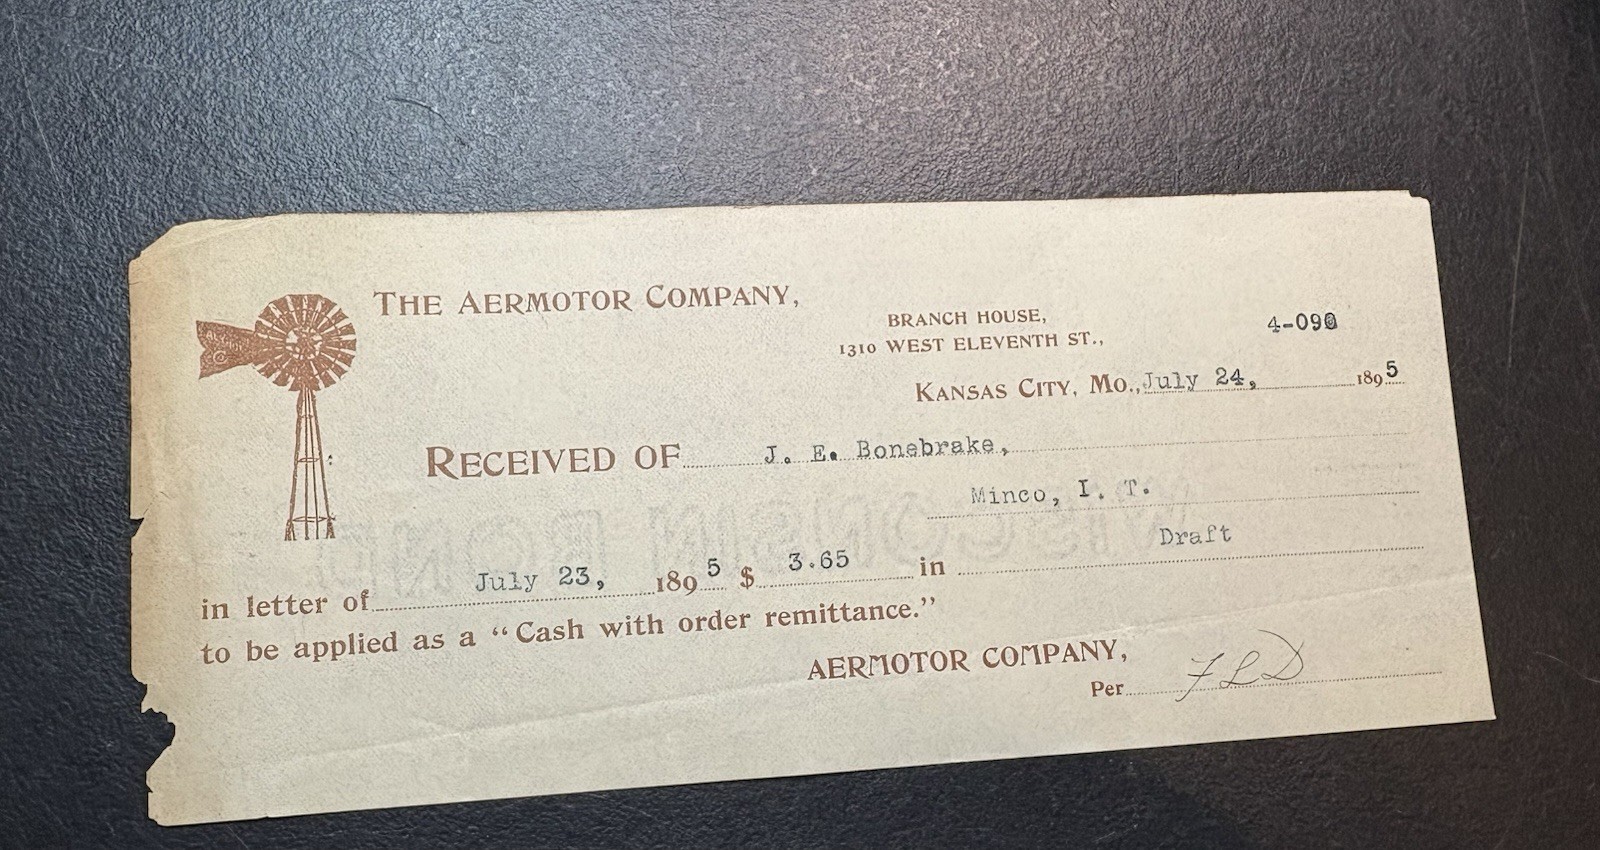 THE AERMOTOR COMPANY,
BRANCH HOUSE,
1310 WEST ELEVENTH ST.,
4-090
KANSAS CITY, MO., July 24, 1895
RECEIVED OF J. E. Bonebrake,
Minco, I. T.
in letter of July 23, 1895 $ 3.65 in Draft
to be applied as a “Cash with order remittance.”
AERMOTOR COMPANY,
Per FLD